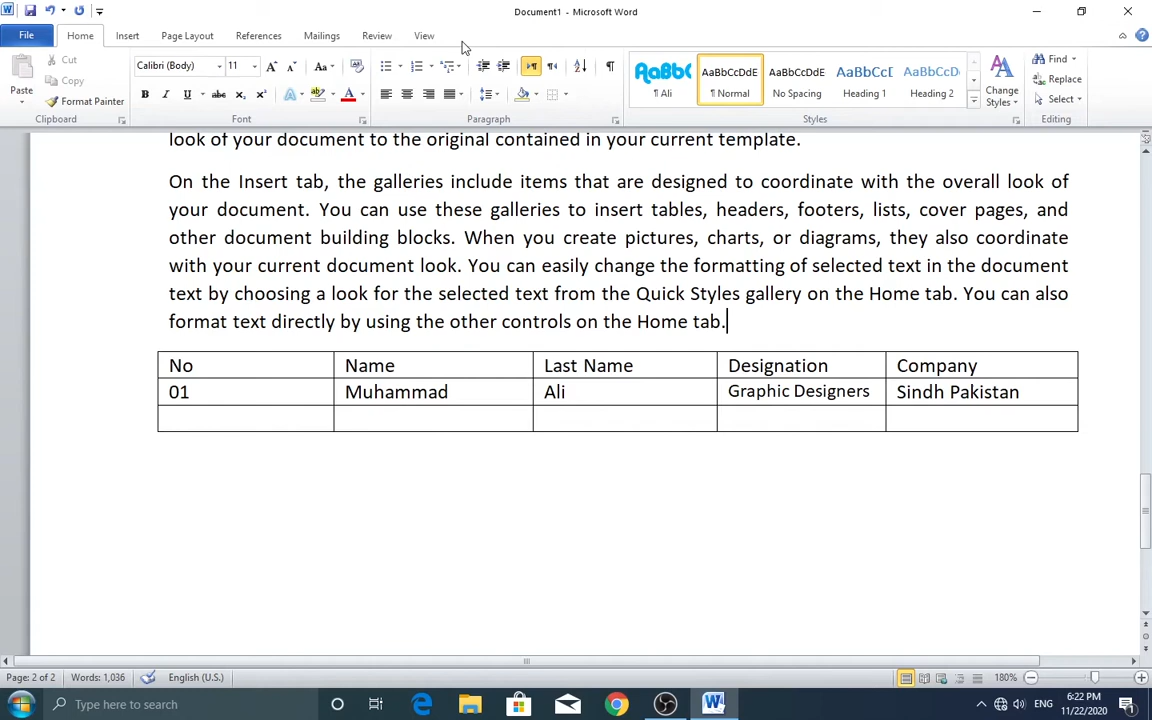 Document1 - Microsoft Word
File Home Insert Page Layout References Mailings Review View
Cut
Copy
Format Painter
Paste
Clipboard
Calibri (Body) 11
Font
Paragraph
AaBbC AaBbCcDdE AaBbCcDdE AaBbC AaBbCcD
¶ Ali ¶ Normal No Spacing Heading 1 Heading 2
Change Styles
Styles
Find
Replace
Select
Editing
look of your document to the original contained in your current template.
On the Insert tab, the galleries include items that are designed to coordinate with the overall look of
your document. You can use these galleries to insert tables, headers, footers, lists, cover pages, and
other document building blocks. When you create pictures, charts, or diagrams, they also coordinate
with your current document look. You can easily change the formatting of selected text in the document
text by choosing a look for the selected text from the Quick Styles gallery on the Home tab. You can also
format text directly by using the other controls on the Home tab.
No Name Last Name Designation Company
01 Muhammad Ali Graphic Designers Sindh Pakistan
Page: 2 of 2 Words: 1,036 English (U.S.) 180%
Type here to search
ENG
6:22 PM
11/22/2020